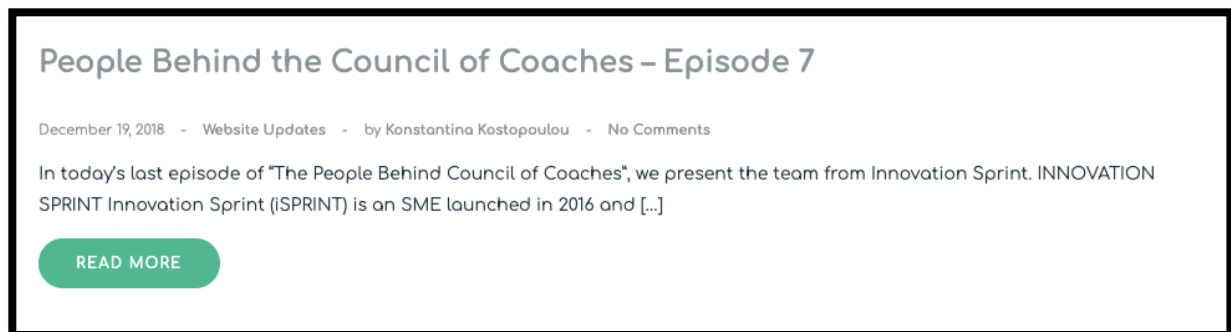 People Behind the Council of Coaches – Episode 7
December 19, 2018 - Website Updates - by Konstantina Kostopoulou - No Comments
In today's last episode of “The People Behind Council of Coaches”, we present the team from Innovation Sprint. INNOVATION
SPRINT Innovation Sprint (iSPRINT) is an SME launched in 2016 and [...]
READ MORE